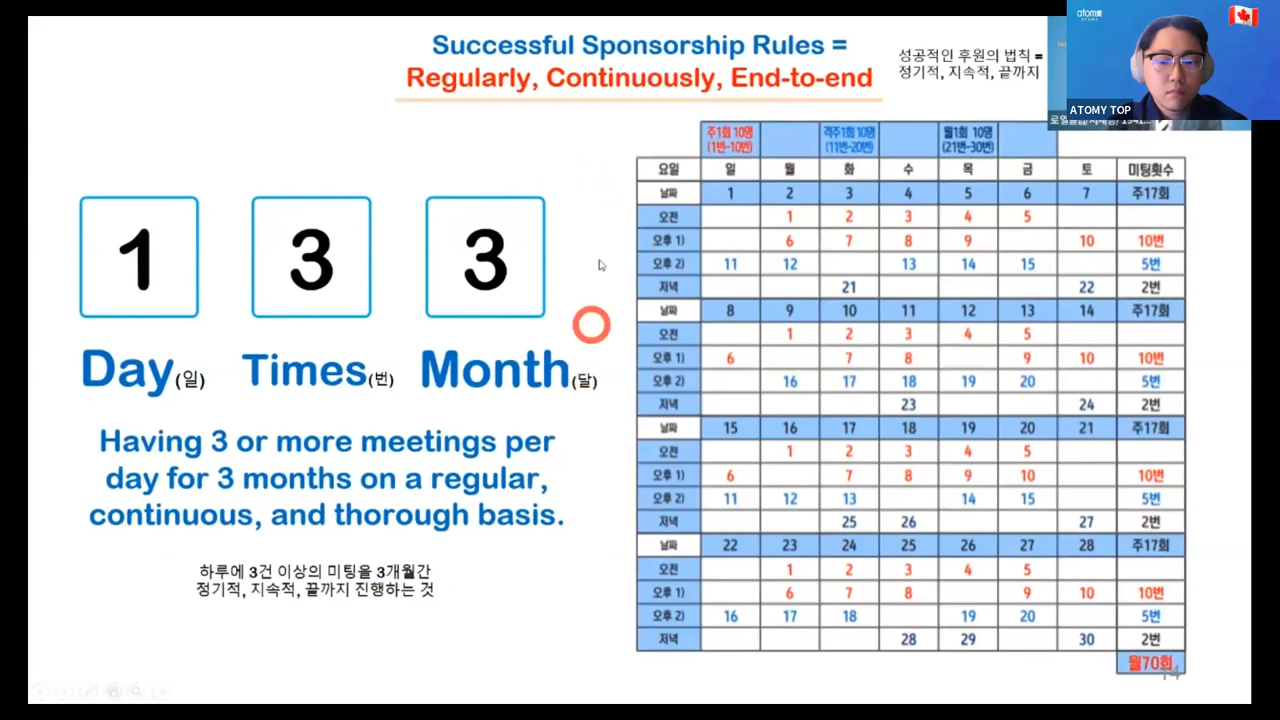 Successful Sponsorship Rules =
Regularly, Continuously, End-to-end
성공적인 후원의 법칙 =
정기적, 지속적, 끝까지
atom美
ATOMY TOP
1 3 3
Day(일) Times(번) Month(달)
Having 3 or more meetings per
day for 3 months on a regular,
continuous, and thorough basis.
하루에 3건 이상의 미팅을 3개월간
정기적, 지속적, 끝까지 진행하는 것
주1회 10명 격주1회 10명 월1회 10명
(1번~10번) (11번~20번) (21번~30번)
요일 일 월 화 수 목 금 토 미팅횟수
날짜 1 2 3 4 5 6 7 주17회
오전 1 2 3 4 5
오후 1) 6 7 8 9 10 10번
오후 2) 11 12 13 14 15 5번
저녁 21 22 2번
날짜 8 9 10 11 12 13 14 주17회
오전 1 2 3 4 5
오후 1) 6 7 8 9 10 10번
오후 2) 16 17 18 19 20 5번
저녁 23 24 2번
날짜 15 16 17 18 19 20 21 주17회
오전 1 2 3 4 5
오후 1) 6 7 8 9 10 10번
오후 2) 11 12 13 14 15 5번
저녁 25 26 27 2번
날짜 22 23 24 25 26 27 28 주17회
오전 1 2 3 4 5
오후 1) 6 7 8 9 10 10번
오후 2) 16 17 18 19 20 5번
저녁 28 29 30 2번
월70회
14